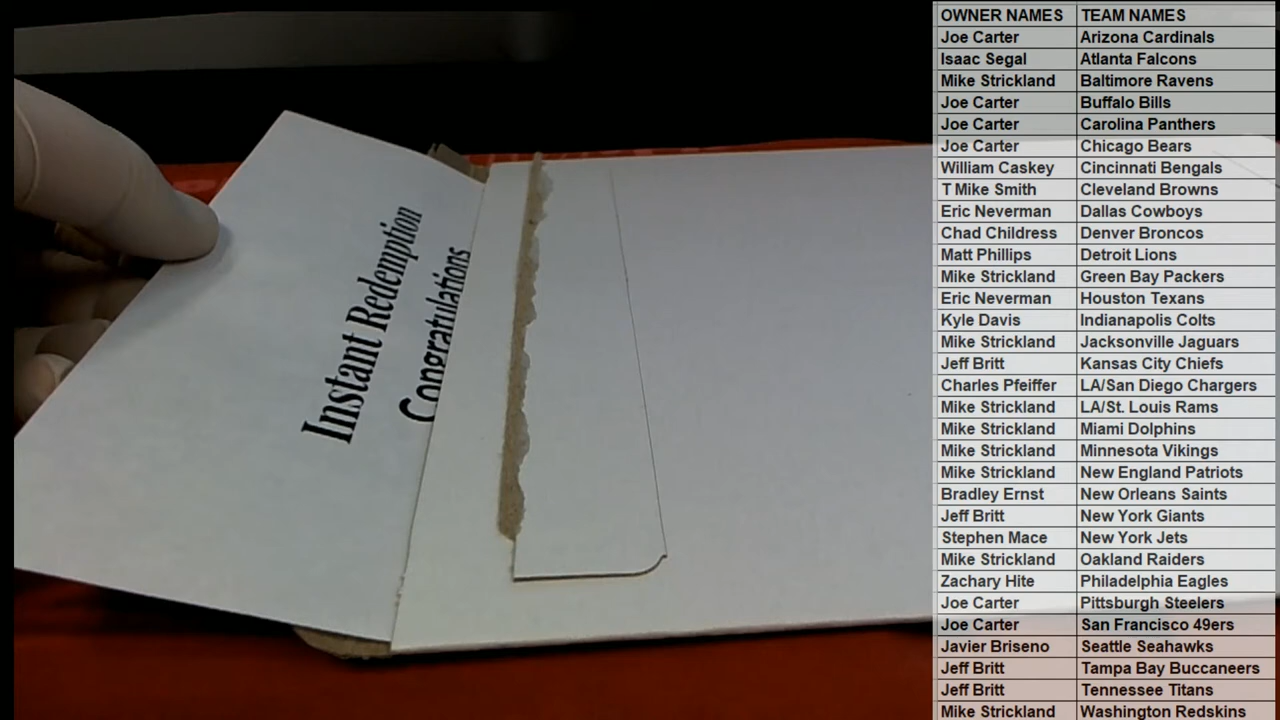 Instant Redemption
Congratulations
OWNER NAMES TEAM NAMES
Joe Carter Arizona Cardinals
Isaac Segal Atlanta Falcons
Mike Strickland Baltimore Ravens
Joe Carter Buffalo Bills
Joe Carter Carolina Panthers
Joe Carter Chicago Bears
William Caskey Cincinnati Bengals
T Mike Smith Cleveland Browns
Eric Neverman Dallas Cowboys
Chad Childress Denver Broncos
Matt Phillips Detroit Lions
Mike Strickland Green Bay Packers
Eric Neverman Houston Texans
Kyle Davis Indianapolis Colts
Mike Strickland Jacksonville Jaguars
Jeff Britt Kansas City Chiefs
Charles Pfeiffer LA/San Diego Chargers
Mike Strickland LA/St. Louis Rams
Mike Strickland Miami Dolphins
Mike Strickland Minnesota Vikings
Mike Strickland New England Patriots
Bradley Ernst New Orleans Saints
Jeff Britt New York Giants
Stephen Mace New York Jets
Mike Strickland Oakland Raiders
Zachary Hite Philadelphia Eagles
Joe Carter Pittsburgh Steelers
Joe Carter San Francisco 49ers
Javier Briseno Seattle Seahawks
Jeff Britt Tampa Bay Buccaneers
Jeff Britt Tennessee Titans
Mike Strickland Washington Redskins